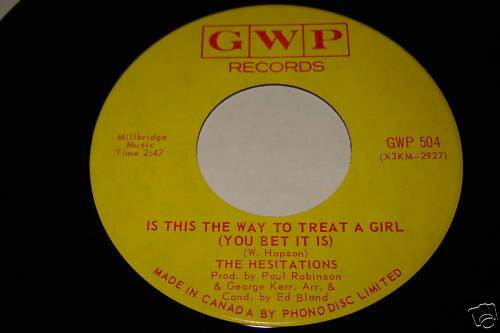 GWP
RECORDS
Millbridge
Music
Time 2:47
GWP 504
(X3KM-2927)
IS THIS THE WAY TO TREAT A GIRL
(YOU BET IT IS)
(W. Hopson)
THE HESITATIONS
Prod. by Paul Robinson
& George Kerr. Arr. &
Cond. by Ed Bland
MADE IN CANADA BY PHONO DISC LIMITED